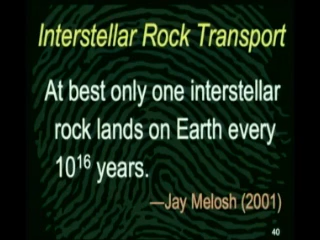 Interstellar Rock Transport
At best only one interstellar
rock lands on Earth every
10¹⁶ years.
—Jay Melosh (2001)
40